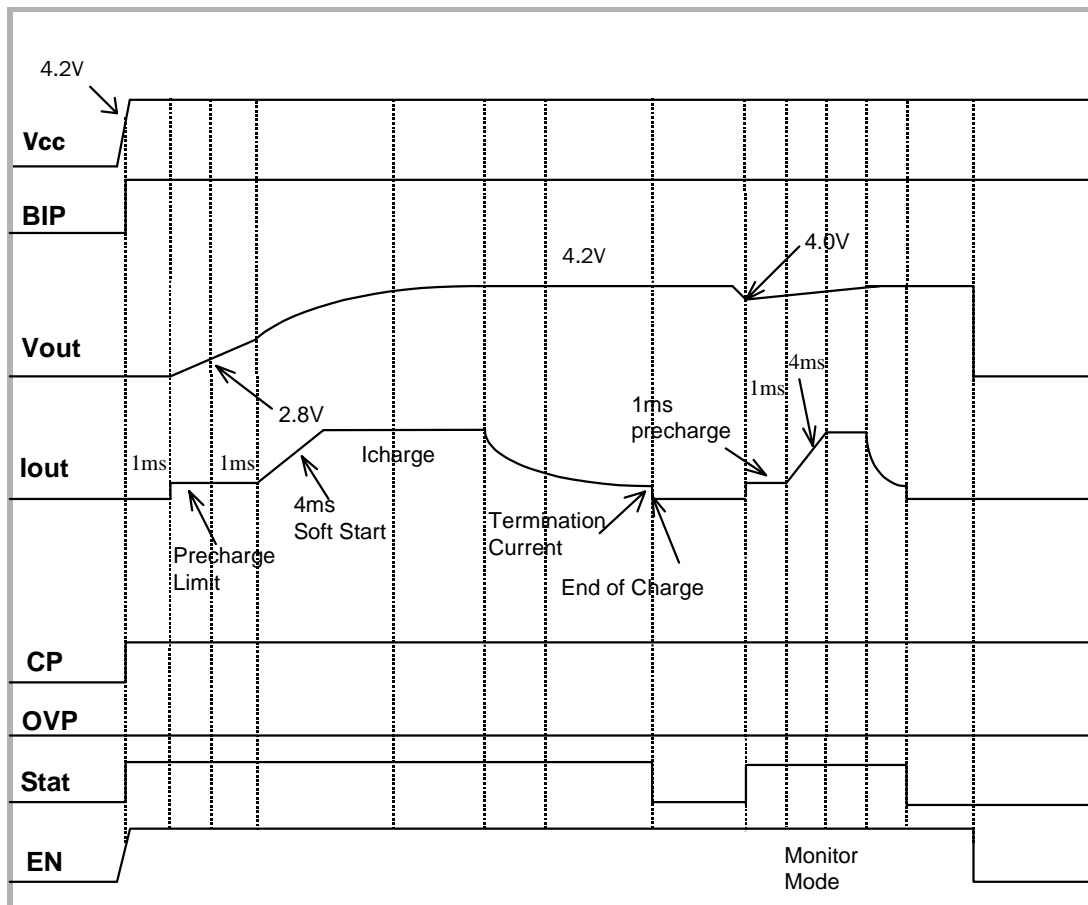 4.2V
Vcc
BIP
4.2V
4.0V
Vout
2.8V
4ms
1ms
1ms
precharge
Iout
1ms
1ms
Icharge
4ms
Soft Start
Termination
Current
Precharge
Limit
End of Charge
CP
OVP
Stat
EN
Monitor
Mode